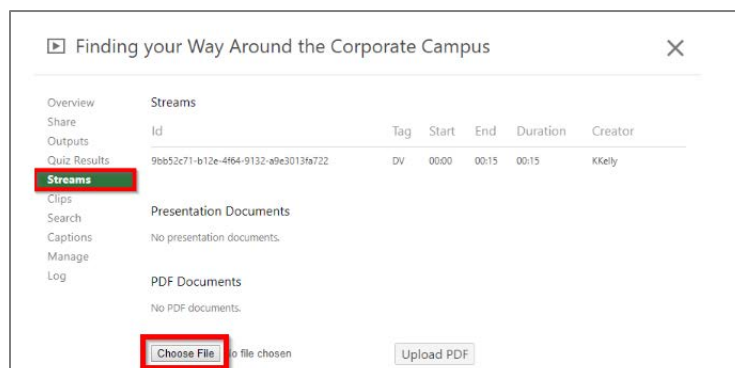 Finding your Way Around the Corporate Campus
Overview
Share
Outputs
Quiz Results
Streams
Clips
Search
Captions
Manage
Log
Streams
Id Tag Start End Duration Creator
9bb52c71-b12e-4f64-9132-a9e3013fa722 DV 00:00 00:15 00:15 KKelly
Presentation Documents
No presentation documents.
PDF Documents
No PDF documents.
Choose File o file chosen Upload PDF